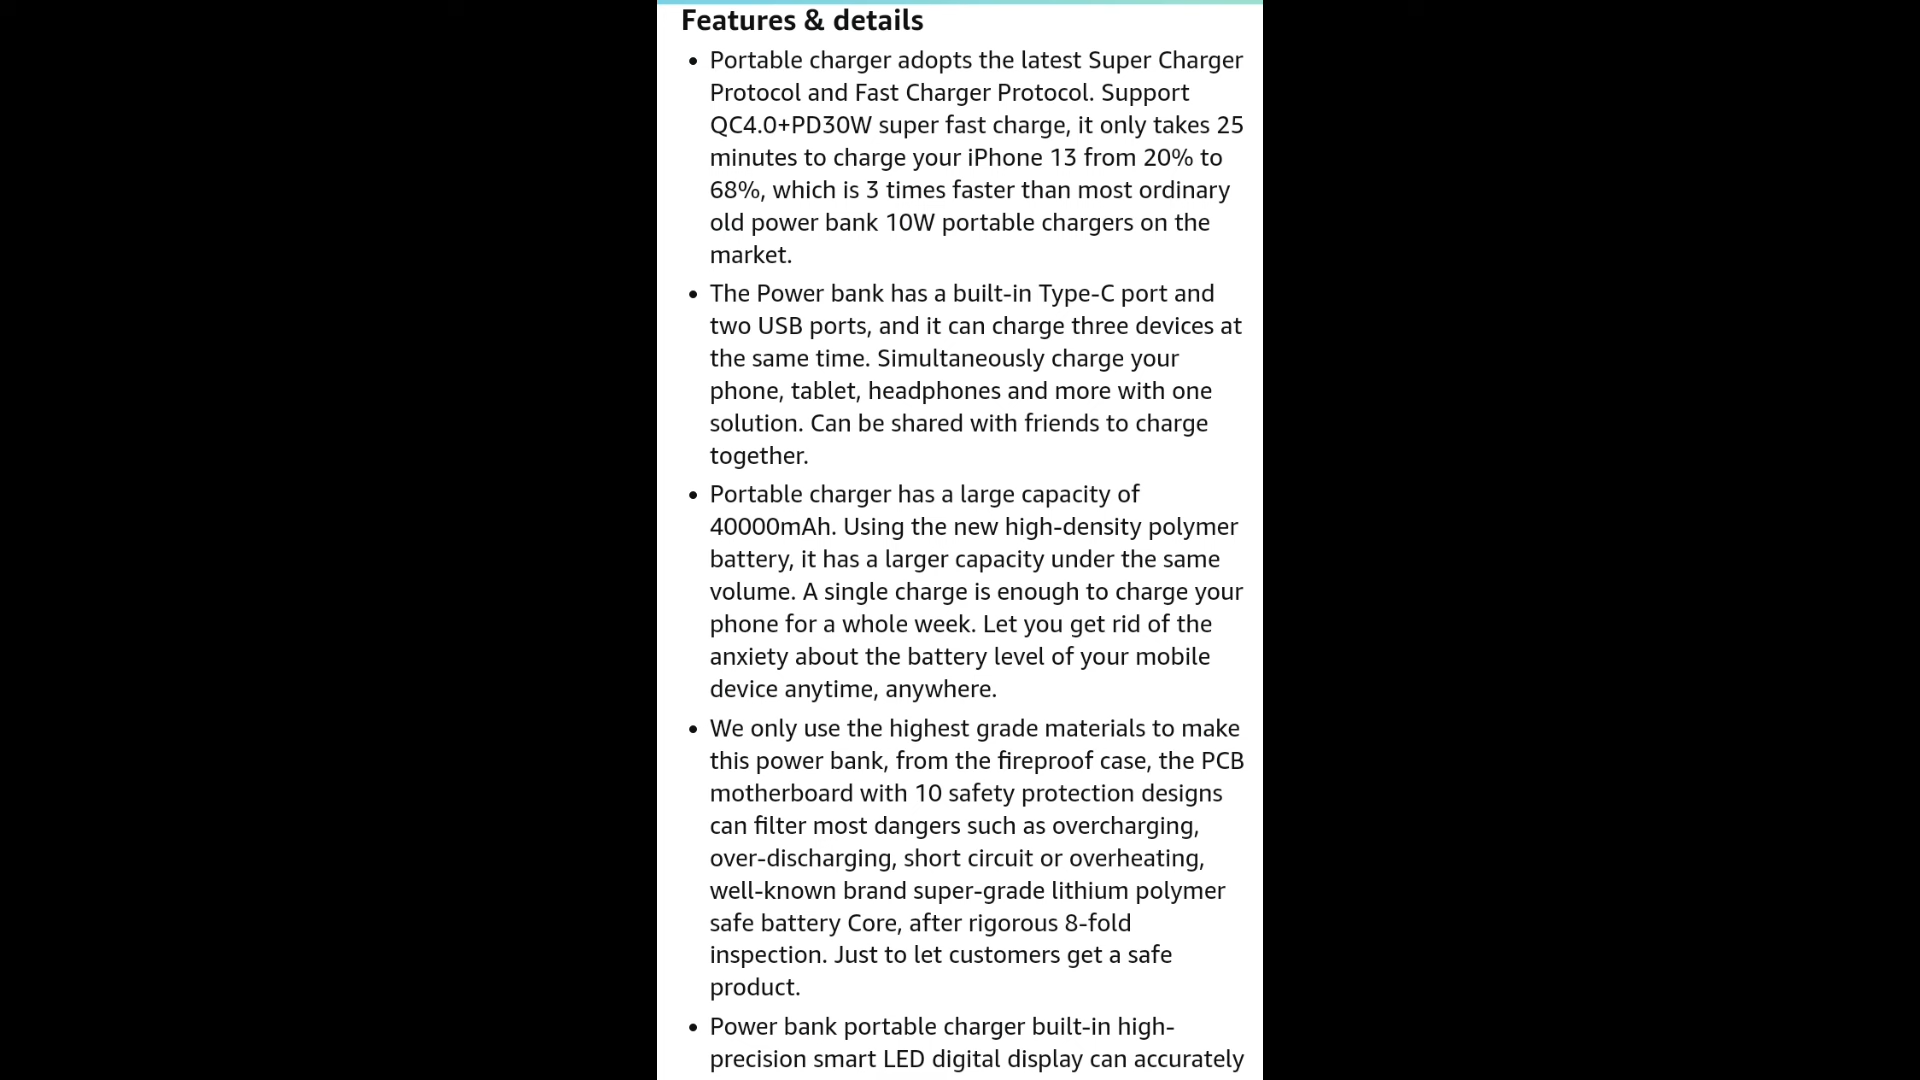 Features & details
• Portable charger adopts the latest Super Charger
Protocol and Fast Charger Protocol. Support
QC4.0+PD30W super fast charge, it only takes 25
minutes to charge your iPhone 13 from 20% to
68%, which is 3 times faster than most ordinary
old power bank 10W portable chargers on the
market.
• The Power bank has a built-in Type-C port and
two USB ports, and it can charge three devices at
the same time. Simultaneously charge your
phone, tablet, headphones and more with one
solution. Can be shared with friends to charge
together.
• Portable charger has a large capacity of
40000mAh. Using the new high-density polymer
battery, it has a larger capacity under the same
volume. A single charge is enough to charge your
phone for a whole week. Let you get rid of the
anxiety about the battery level of your mobile
device anytime, anywhere.
• We only use the highest grade materials to make
this power bank, from the fireproof case, the PCB
motherboard with 10 safety protection designs
can filter most dangers such as overcharging,
over-discharging, short circuit or overheating,
well-known brand super-grade lithium polymer
safe battery Core, after rigorous 8-fold
inspection. Just to let customers get a safe
product.
• Power bank portable charger built-in high-
precision smart LED digital display can accurately